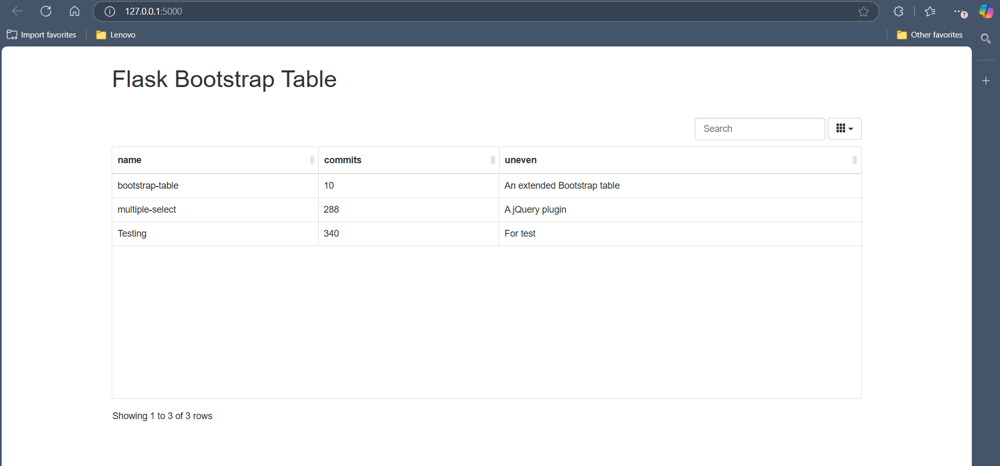 127.0.0.1:5000
Import favorites Lenovo Other favorites
Flask Bootstrap Table
Search
name commits uneven
bootstrap-table 10 An extended Bootstrap table
multiple-select 288 A jQuery plugin
Testing 340 For test
Showing 1 to 3 of 3 rows